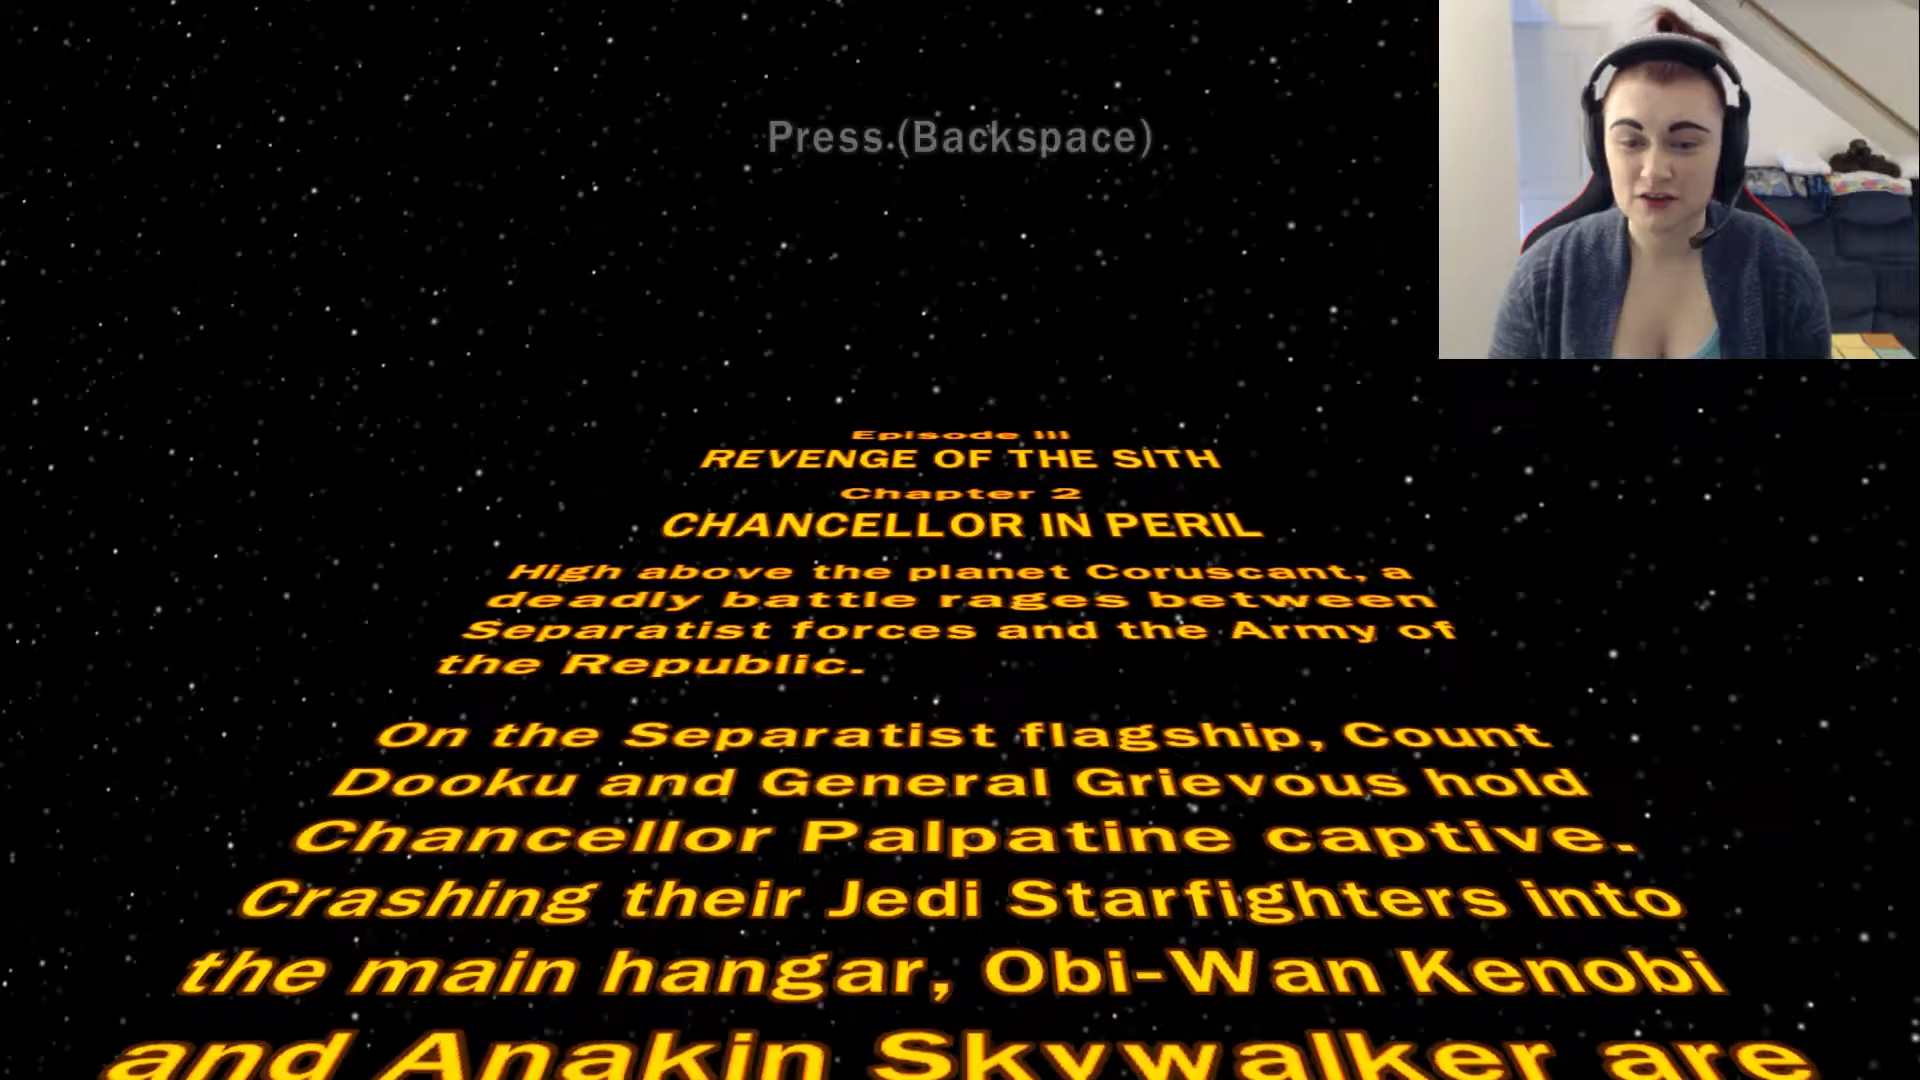 Press (Backspace)
Episode III
REVENGE OF THE SITH
Chapter 2
CHANCELLOR IN PERIL
High above the planet Coruscant, a
deadly battle rages between
Separatist forces and the Army of
the Republic.
On the Separatist flagship, Count
Dooku and General Grievous hold
Chancellor Palpatine captive.
Crashing their Jedi Starfighters into
the main hangar, Obi-Wan Kenobi
and Anakin Skywalker are